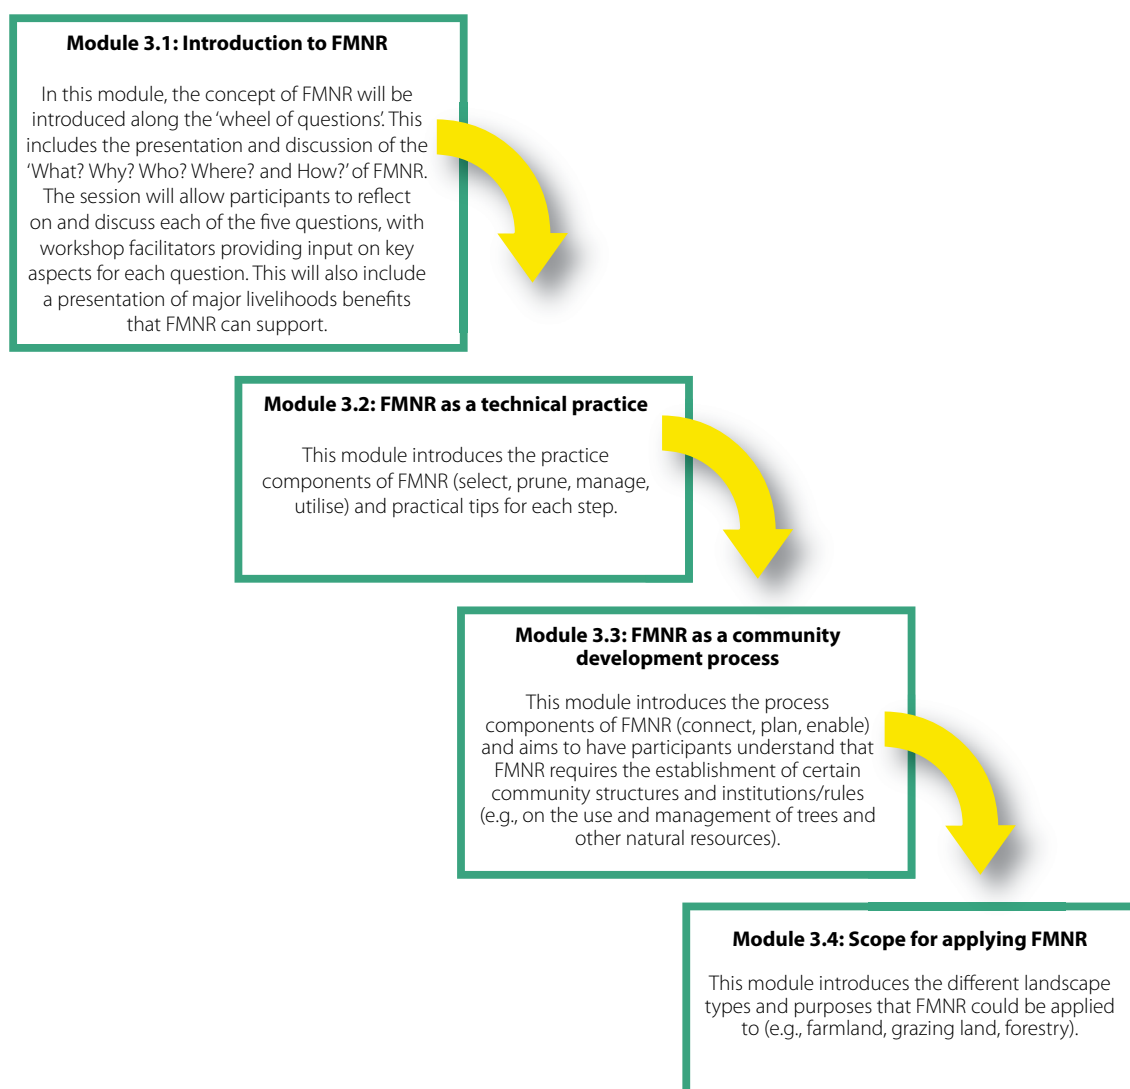 Module 3.1: Introduction to FMNR
In this module, the concept of FMNR will be
introduced along the ‘wheel of questions’. This
includes the presentation and discussion of the
‘What? Why? Who? Where? and How?’ of FMNR.
The session will allow participants to reflect
on and discuss each of the five questions, with
workshop facilitators providing input on key
aspects for each question. This will also include
a presentation of major livelihoods benefits
that FMNR can support.
Module 3.2: FMNR as a technical practice
This module introduces the practice
components of FMNR (select, prune, manage,
utilise) and practical tips for each step.
Module 3.3: FMNR as a community
development process
This module introduces the process
components of FMNR (connect, plan, enable)
and aims to have participants understand that
FMNR requires the establishment of certain
community structures and institutions/rules
(e.g., on the use and management of trees and
other natural resources).
Module 3.4: Scope for applying FMNR
This module introduces the different landscape
types and purposes that FMNR could be applied
to (e.g., farmland, grazing land, forestry).